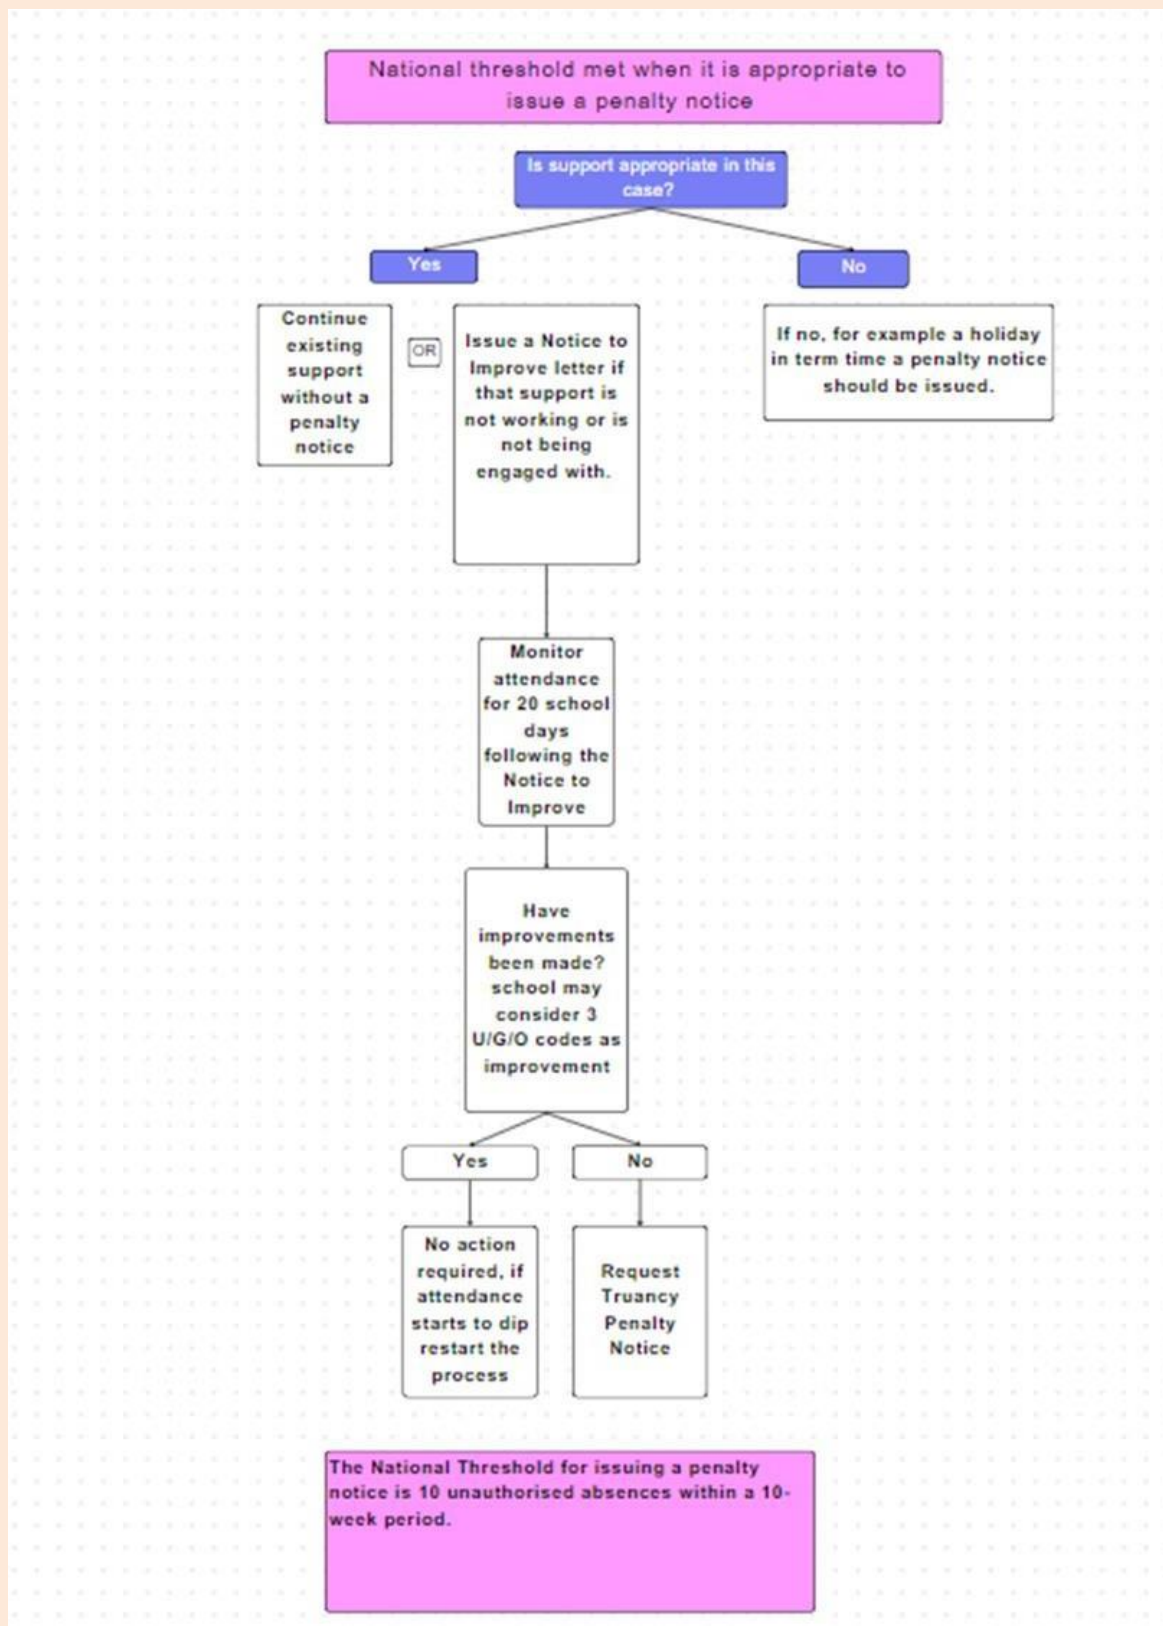 National threshold met when it is appropriate to
issue a penalty notice
Is support appropriate in this
case?
Yes
No
Continue
existing
support
without a
penalty
notice
OR
Issue a Notice to
Improve letter if
that support is
not working or is
not being
engaged with.
If no, for example a holiday
in term time a penalty notice
should be issued.
Monitor
attendance
for 20 school
days
following the
Notice to
Improve
Have
improvements
been made?
school may
consider 3
U/G/O codes as
improvement
Yes
No
No action
required, if
attendance
starts to dip
restart the
process
Request
Truancy
Penalty
Notice
The National Threshold for issuing a penalty
notice is 10 unauthorised absences within a 10-
week period.